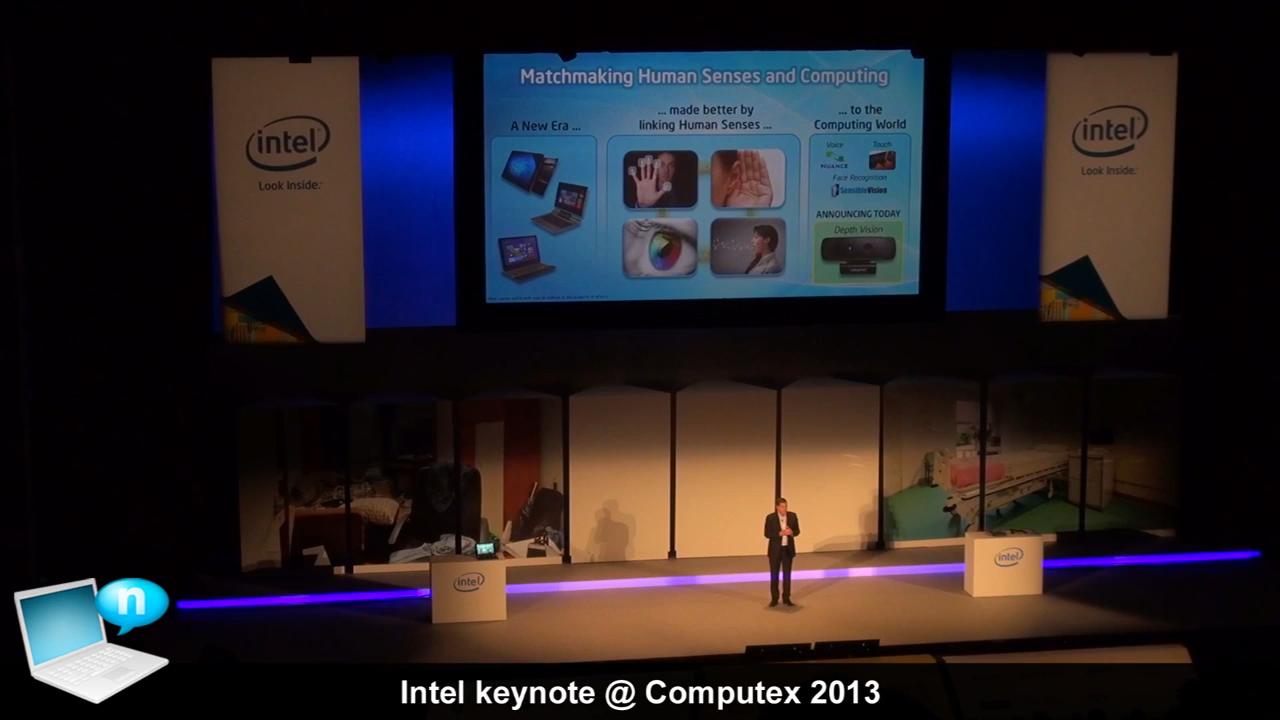 Matchmaking Human Senses and Computing
A New Era ...
... made better by
linking Human Senses ...
... to the
Computing World
Voice
Touch
NUANCE
Face Recognition
SensibleVision
ANNOUNCING TODAY
Depth Vision
intel
Look Inside.™
intel
Look Inside.™
intel
intel
n
Intel keynote @ Computex 2013